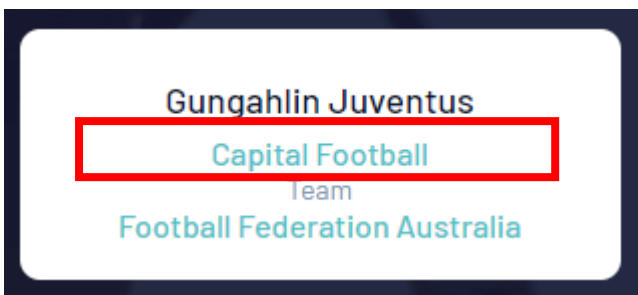 Gungahlin Juventus
Capital Football
Team
Football Federation Australia